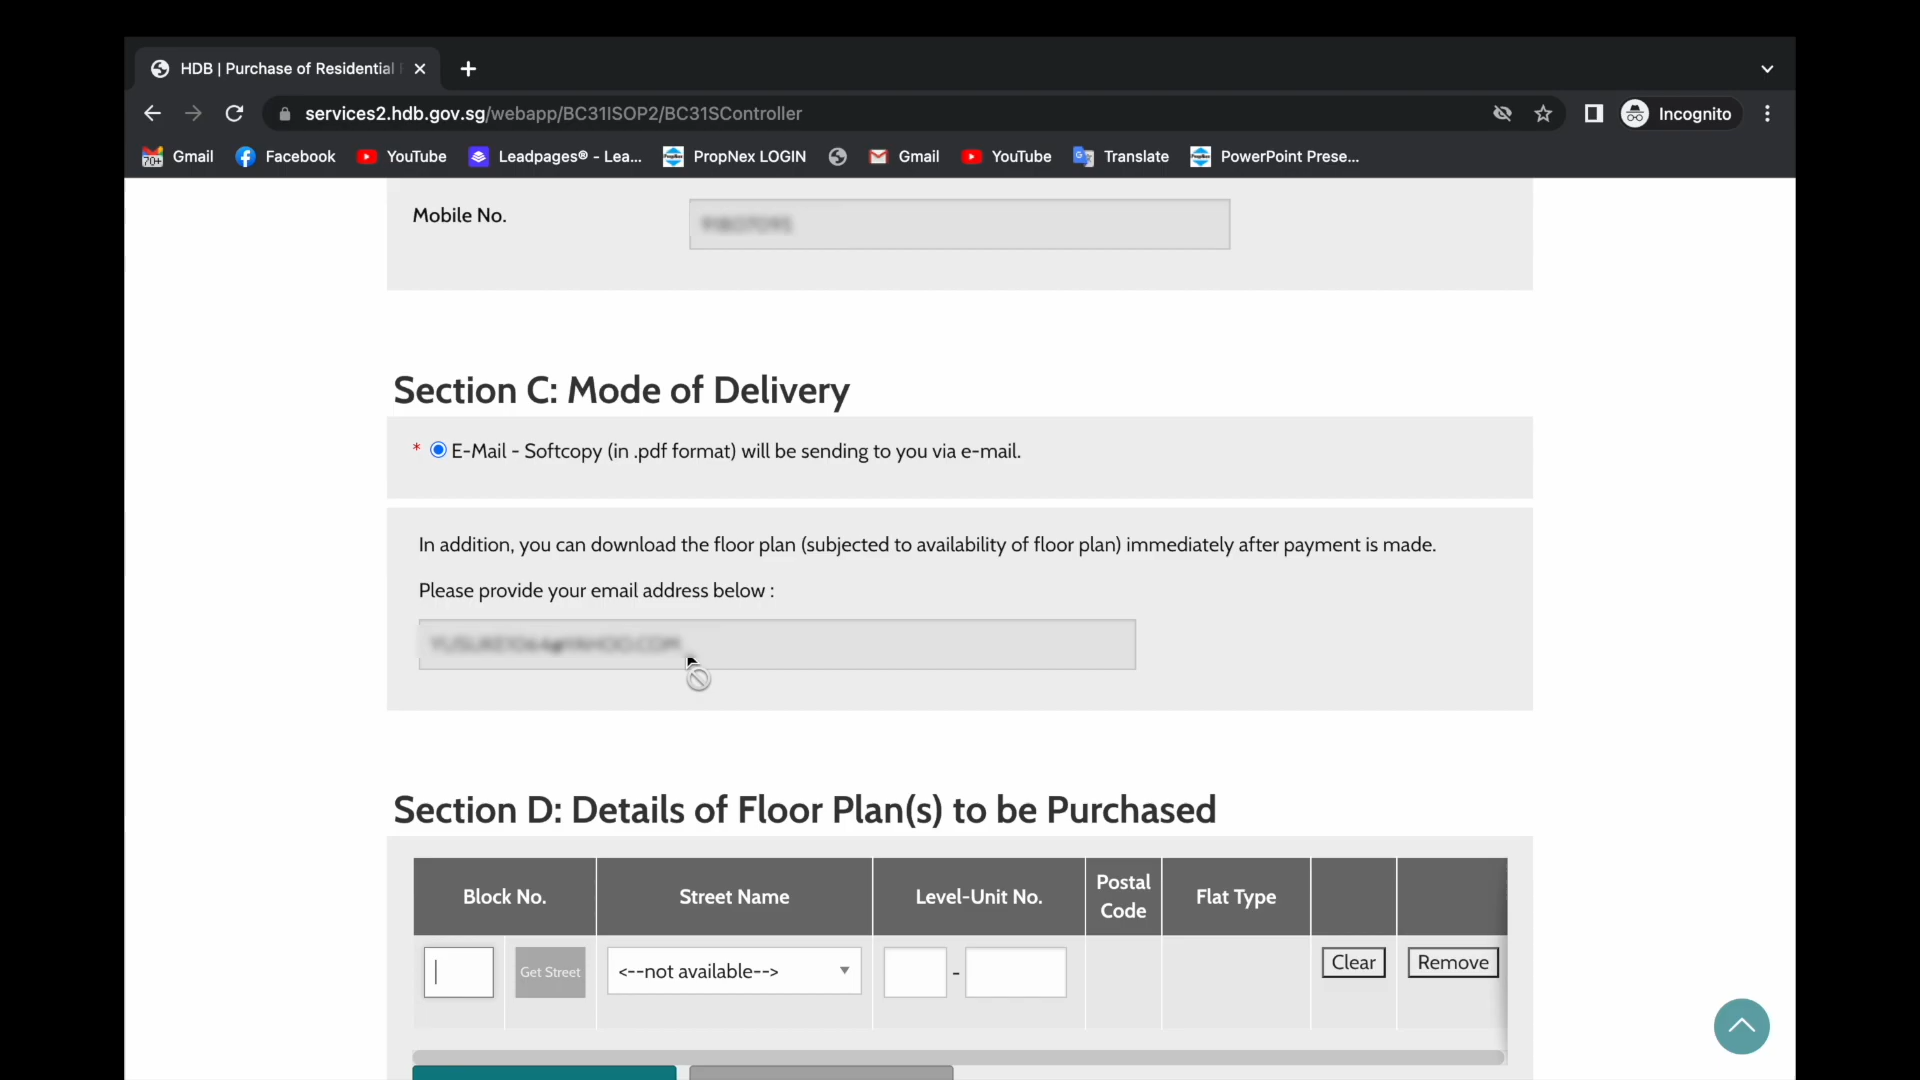 HDB | Purchase of Residential
services2.hdb.gov.sg/webapp/BC31ISOP2/BC31SController
Incognito
70+
Gmail
Facebook
YouTube
Leadpages® - Lea...
PropNex LOGIN
Gmail
YouTube
Translate
PowerPoint Prese...
Mobile No.
Section C: Mode of Delivery
* E-Mail - Softcopy (in .pdf format) will be sending to you via e-mail.
In addition, you can download the floor plan (subjected to availability of floor plan) immediately after payment is made.
Please provide your email address below :
Section D: Details of Floor Plan(s) to be Purchased
Block No.
Street Name
Level-Unit No.
Postal Code
Flat Type
Get Street
<--not available-->
-
Clear
Remove